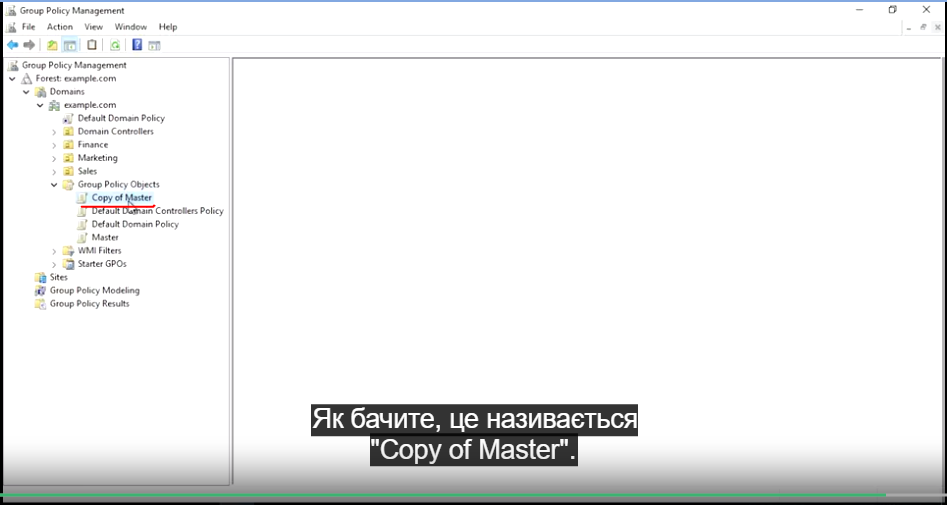 Group Policy Management
File Action View Window Help
Group Policy Management
Forest: example.com
Domains
example.com
Default Domain Policy
Domain Controllers
Finance
Marketing
Sales
Group Policy Objects
Copy of Master
Default Domain Controllers Policy
Default Domain Policy
Master
WMI Filters
Starter GPOs
Sites
Group Policy Modeling
Group Policy Results
Як бачите, це називається
"Copy of Master".